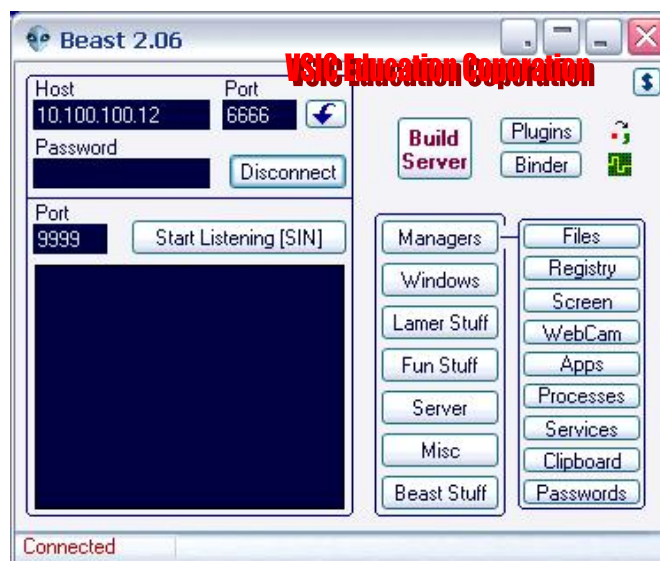 Beast 2.06
VSIC Education Coporation
$
Host
Port
10.100.100.12
6666
Password
Disconnect
Port
9999
Start Listening [SIN]
Build
Server
Plugins
Binder
Managers
Windows
Lamer Stuff
Fun Stuff
Server
Misc
Beast Stuff
Files
Registry
Screen
WebCam
Apps
Processes
Services
Clipboard
Passwords
Connected